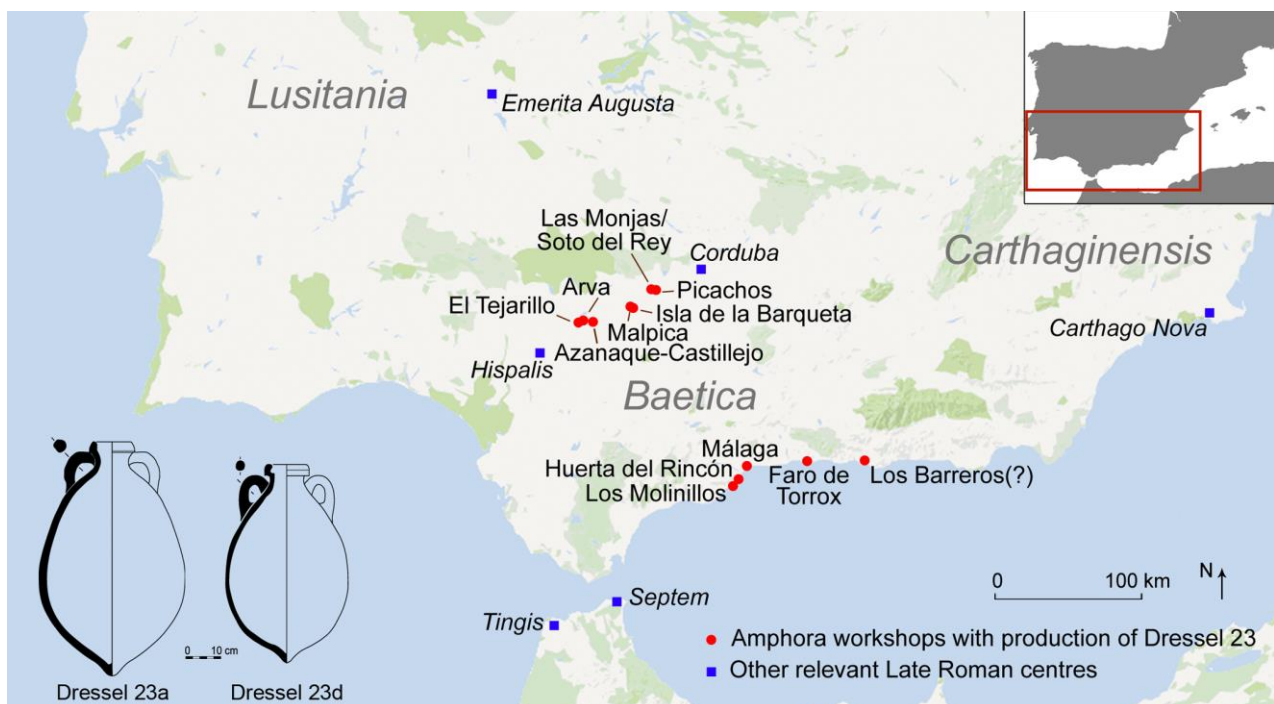 Lusitania
Emerita Augusta
Las Monjas/
Soto del Rey
Corduba
Carthaginensis
Arva
Picachos
El Tejarillo
Isla de la Barqueta
Malpica
Carthago Nova
Azanaque-Castillejo
Hispalis
Baetica
Málaga
Huerta del Rincón
Faro de
Torrox
Los Barreros(?)
Los Molinillos
0 100 km
N
Septem
Tingis
Amphora workshops with production of Dressel 23
Other relevant Late Roman centres
0 10 cm
Dressel 23a
Dressel 23d